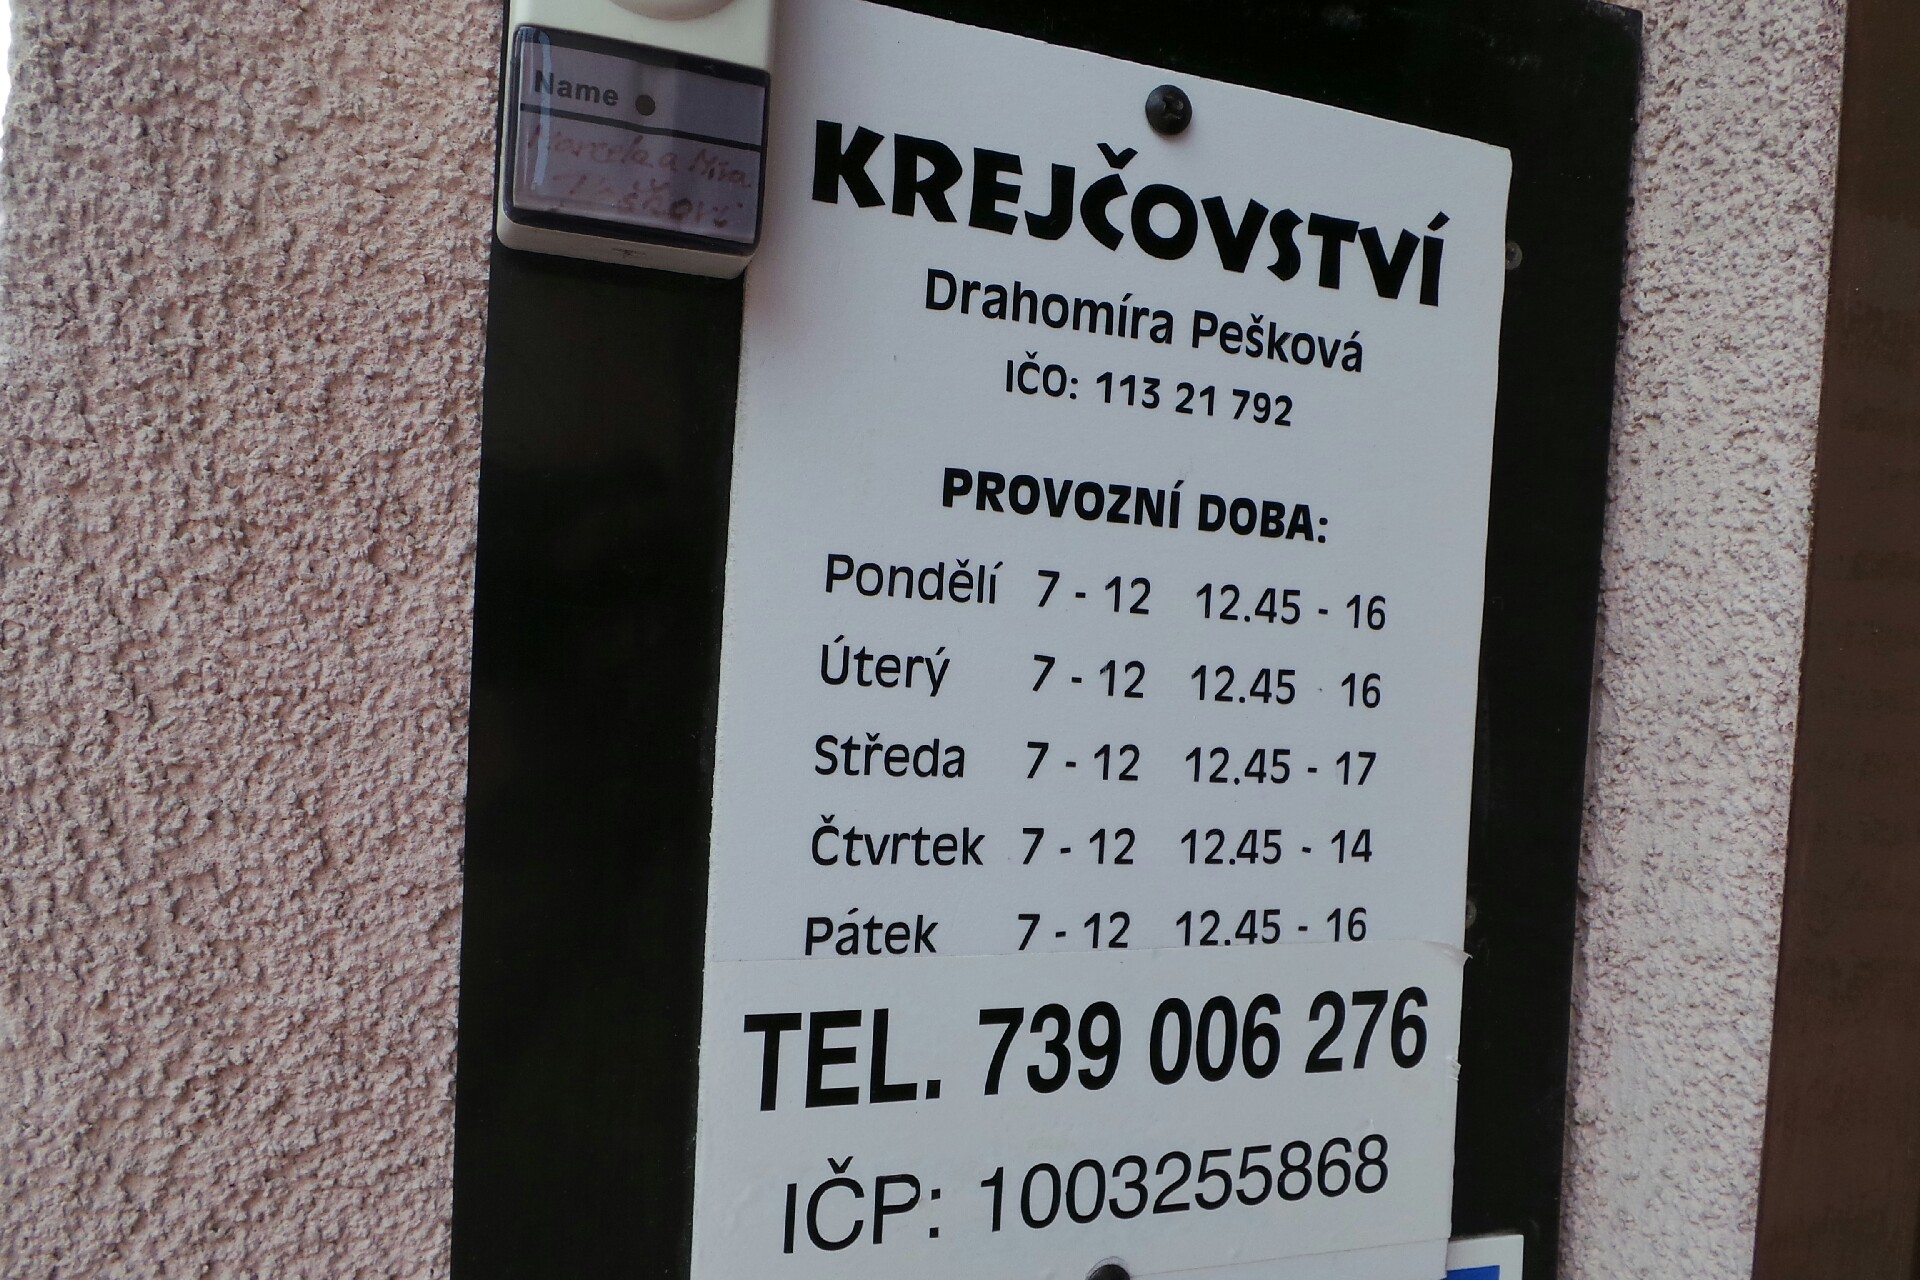 Name
KREJČOVSTVÍ
Drahomíra Pešková
IČO: 113 21 792
PROVOZNÍ DOBA:
Pondělí 7 - 12 12.45 - 16
Úterý 7 - 12 12.45 - 16
Středa 7 - 12 12.45 - 17
Čtvrtek 7 - 12 12.45 - 14
Pátek 7 - 12 12.45 - 16
TEL. 739 006 276
IČP: 1003255868